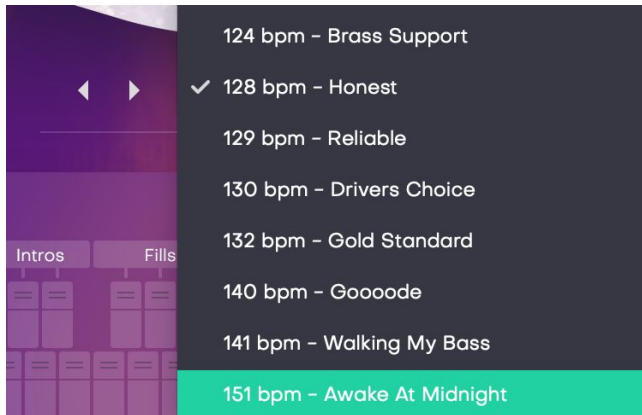 124 bpm – Brass Support
128 bpm – Honest
129 bpm – Reliable
130 bpm – Drivers Choice
132 bpm – Gold Standard
140 bpm – Goooode
141 bpm – Walking My Bass
151 bpm – Awake At Midnight
Intros
Fills